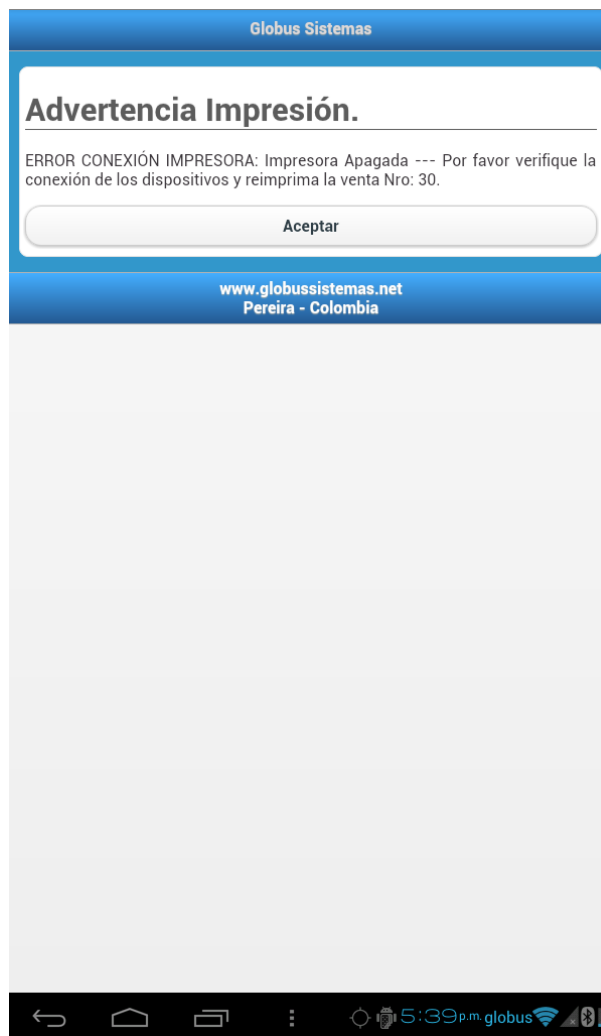 Globus Sistemas
Advertencia Impresión.
ERROR CONEXIÓN IMPRESORA: Impresora Apagada --- Por favor verifique la
conexión de los dispositivos y reimprima la venta Nro: 30.
Aceptar
www.globussistemas.net
Pereira - Colombia
5:39 p.m. globus